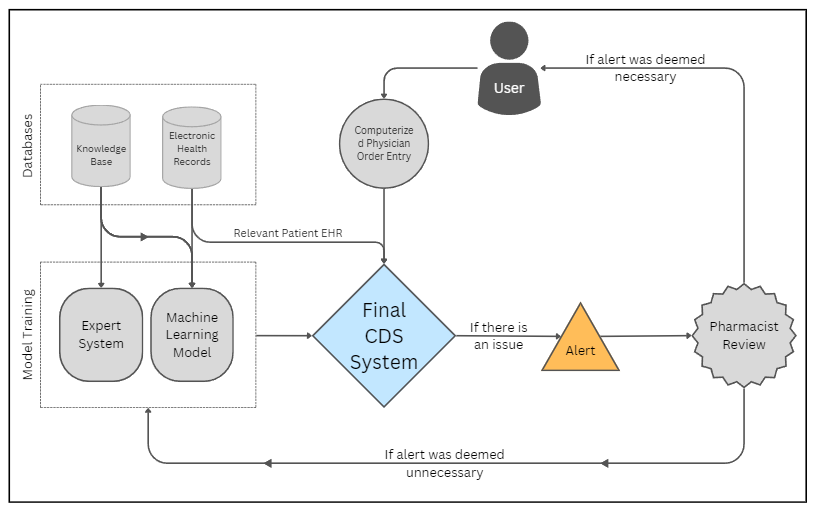 If alert was deemed
necessary
User
Databases
Knowledge
Base
Electronic
Health
Records
Computerize
d Physician
Order Entry
Relevant Patient EHR
Model Training
Expert
System
Machine
Learning
Model
Final
CDS
System
If there is
an issue
Alert
Pharmacist
Review
If alert was deemed
unnecessary